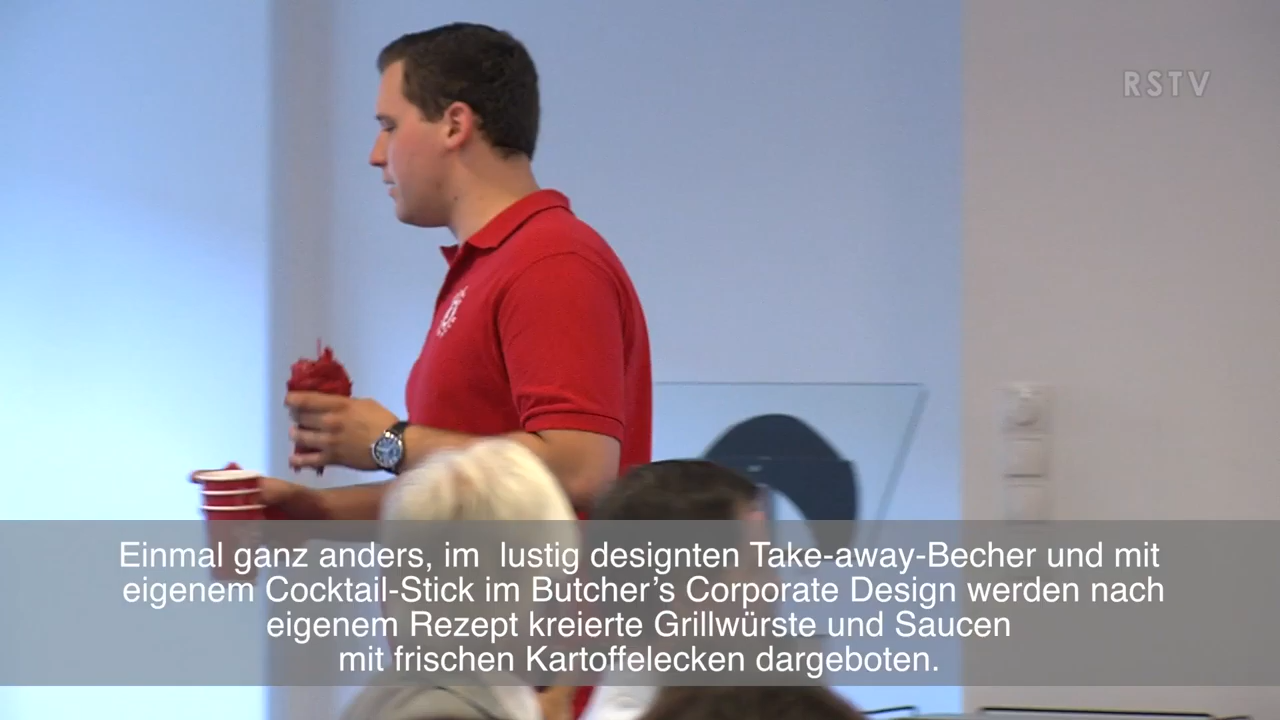 RSTV
Einmal ganz anders, im  lustig designten Take-away-Becher und mit
eigenem Cocktail-Stick im Butcher’s Corporate Design werden nach
eigenem Rezept kreierte Grillwürste und Saucen
mit frischen Kartoffelecken dargeboten.